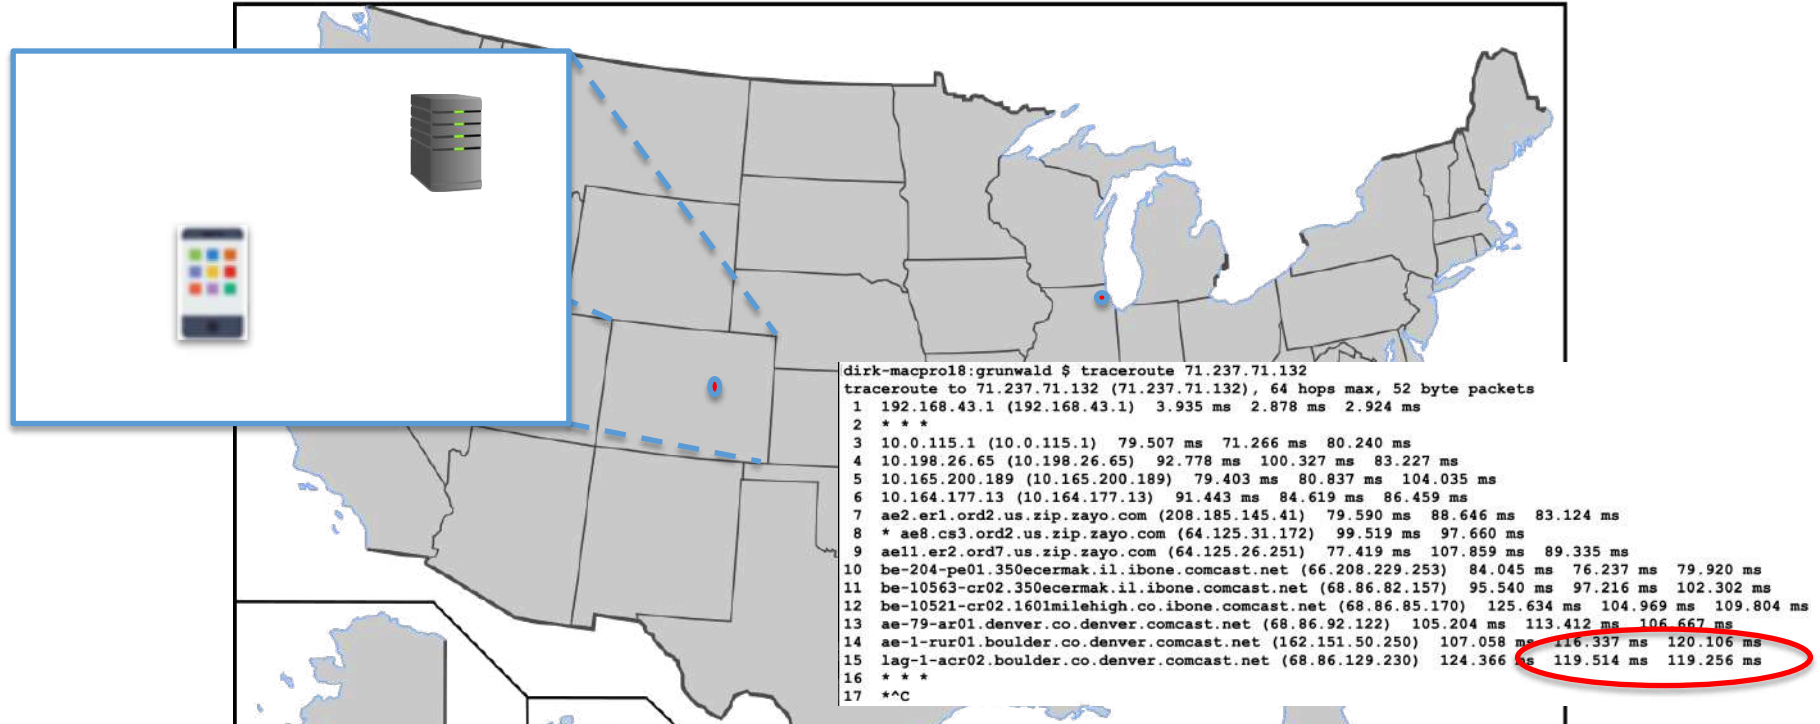 dirk-macpro18:grunwald $ traceroute 71.237.71.132
traceroute to 71.237.71.132 (71.237.71.132), 64 hops max, 52 byte packets
1 192.168.43.1 (192.168.43.1) 3.935 ms 2.878 ms 2.924 ms
2 * * *
3 10.0.115.1 (10.0.115.1) 79.507 ms 71.266 ms 80.240 ms
4 10.198.26.65 (10.198.26.65) 92.778 ms 100.327 ms 83.227 ms
5 10.165.200.189 (10.165.200.189) 79.403 ms 80.837 ms 104.035 ms
6 10.164.177.13 (10.164.177.13) 91.443 ms 84.619 ms 86.459 ms
7 ae2.er1.ord2.us.zip.zayo.com (208.185.145.41) 79.590 ms 88.646 ms 83.124 ms
8 * ae8.cs3.ord2.us.zip.zayo.com (64.125.31.172) 99.519 ms 97.660 ms
9 ae11.er2.ord7.us.zip.zayo.com (64.125.26.251) 77.419 ms 107.859 ms 89.335 ms
10 be-204-pe01.350ecermak.il.ibone.comcast.net (66.208.229.253) 84.045 ms 76.237 ms 79.920 ms
11 be-10563-cr02.350ecermak.il.ibone.comcast.net (68.86.82.157) 95.540 ms 97.216 ms 102.302 ms
12 be-10521-cr02.1601milehigh.co.ibone.comcast.net (68.86.85.170) 125.634 ms 104.969 ms 109.804 ms
13 ae-79-ar01.denver.co.denver.comcast.net (68.86.92.122) 105.204 ms 113.412 ms 106.667 ms
14 ae-1-rur01.boulder.co.denver.comcast.net (162.151.50.250) 107.058 ms 116.337 ms 120.106 ms
15 lag-1-acr02.boulder.co.denver.comcast.net (68.86.129.230) 124.366 ms 119.514 ms 119.256 ms
16 * * *
17 *^C